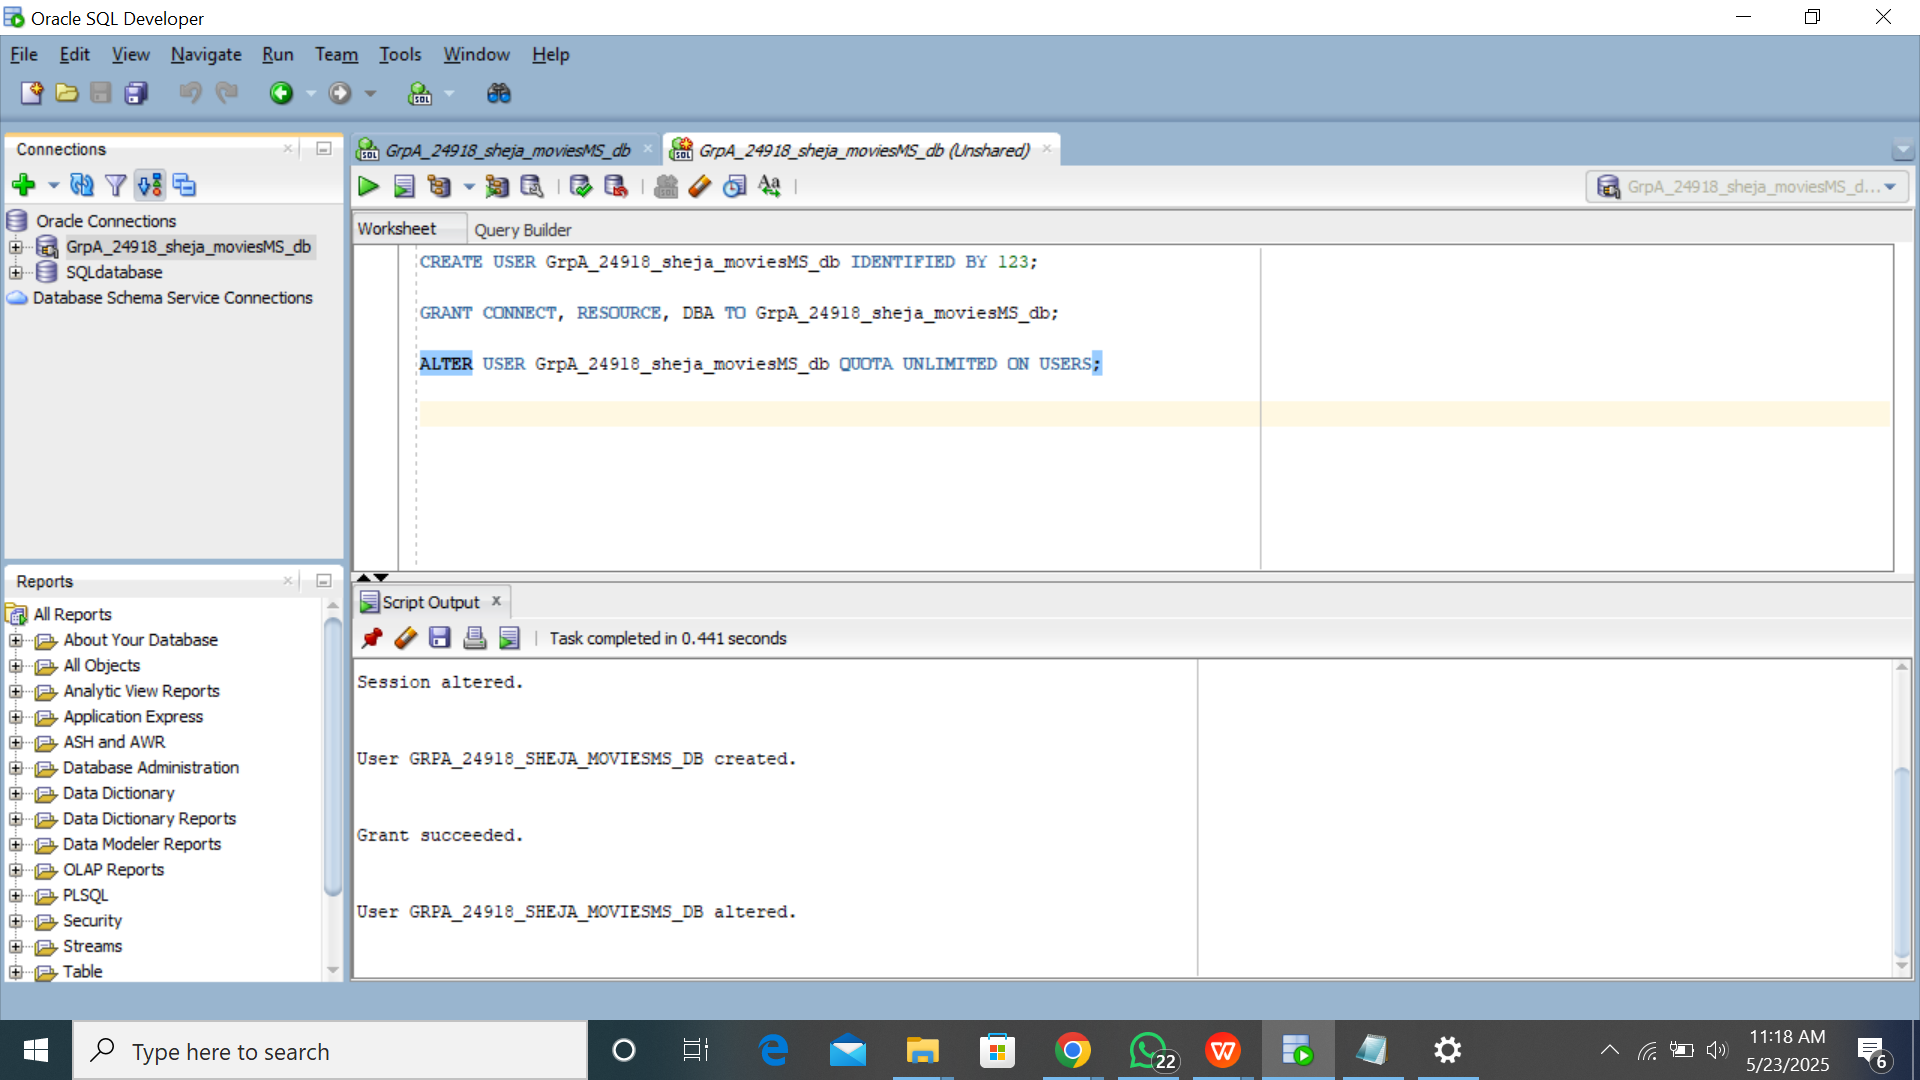 Oracle SQL Developer
File Edit View Navigate Run Team Tools Window Help
Connections
Oracle Connections
GrpA_24918_sheja_moviesMS_db
SQLdatabase
Database Schema Service Connections
Reports
All Reports
About Your Database
All Objects
Analytic View Reports
Application Express
ASH and AWR
Database Administration
Data Dictionary
Data Dictionary Reports
Data Modeler Reports
OLAP Reports
PLSQL
Security
Streams
Table
GrpA_24918_sheja_moviesMS_db
GrpA_24918_sheja_moviesMS_db (Unshared)
GrpA_24918_sheja_moviesMS_d...
Worksheet Query Builder
CREATE USER GrpA_24918_sheja_moviesMS_db IDENTIFIED BY 123;
GRANT CONNECT, RESOURCE, DBA TO GrpA_24918_sheja_moviesMS_db;
ALTER USER GrpA_24918_sheja_moviesMS_db QUOTA UNLIMITED ON USERS;
Script Output
Task completed in 0.441 seconds
Session altered.
User GRPA_24918_SHEJA_MOVIESMS_DB created.
Grant succeeded.
User GRPA_24918_SHEJA_MOVIESMS_DB altered.
Type here to search
22
11:18 AM
5/23/2025
6